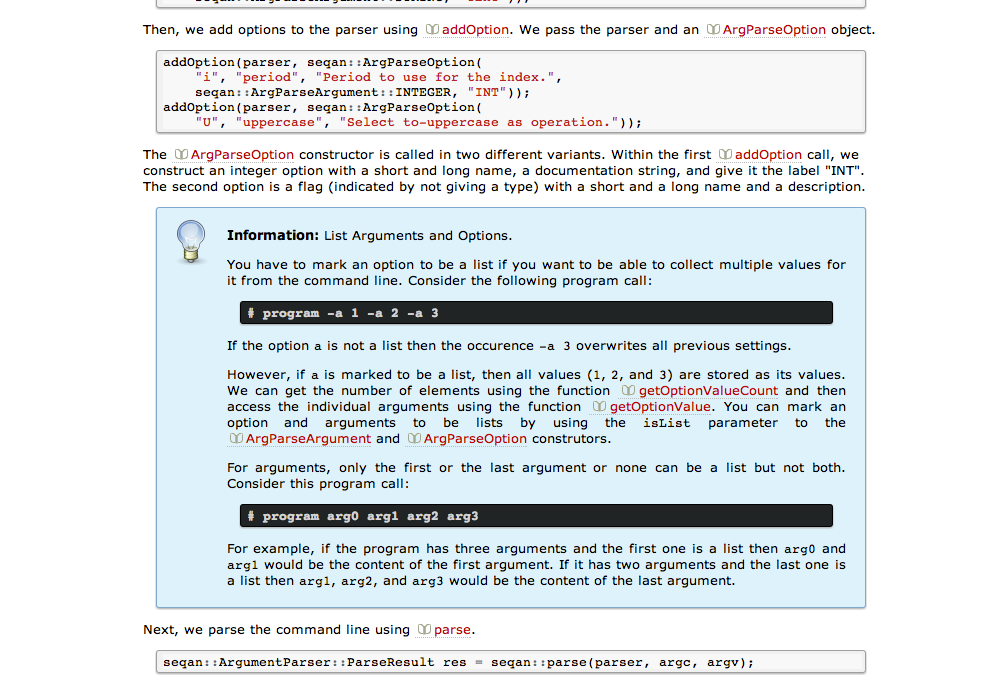 Then, we add options to the parser using addOption. We pass the parser and an ArgParseOption object.
addOption(parser, seqan::ArgParseOption(
"i", "period", "Period to use for the index.",
seqan::ArgParseArgument::INTEGER, "INT"));
addOption(parser, seqan::ArgParseOption(
"U", "uppercase", "Select to-uppercase as operation."));
The ArgParseOption constructor is called in two different variants. Within the first addOption call, we
construct an integer option with a short and long name, a documentation string, and give it the label "INT".
The second option is a flag (indicated by not giving a type) with a short and a long name and a description.
Information: List Arguments and Options.
You have to mark an option to be a list if you want to be able to collect multiple values for
it from the command line. Consider the following program call:
# program -a 1 -a 2 -a 3
If the option a is not a list then the occurence -a 3 overwrites all previous settings.
However, if a is marked to be a list, then all values (1, 2, and 3) are stored as its values.
We can get the number of elements using the function getOptionValueCount and then
access the individual arguments using the function getOptionValue. You can mark an
option and arguments to be lists by using the isList parameter to the
ArgParseArgument and ArgParseOption construtors.
For arguments, only the first or the last argument or none can be a list but not both.
Consider this program call:
# program arg0 arg1 arg2 arg3
For example, if the program has three arguments and the first one is a list then arg0 and
arg1 would be the content of the first argument. If it has two arguments and the last one is
a list then arg1, arg2, and arg3 would be the content of the last argument.
Next, we parse the command line using parse.
seqan::ArgumentParser::ParseResult res = seqan::parse(parser, argc, argv);